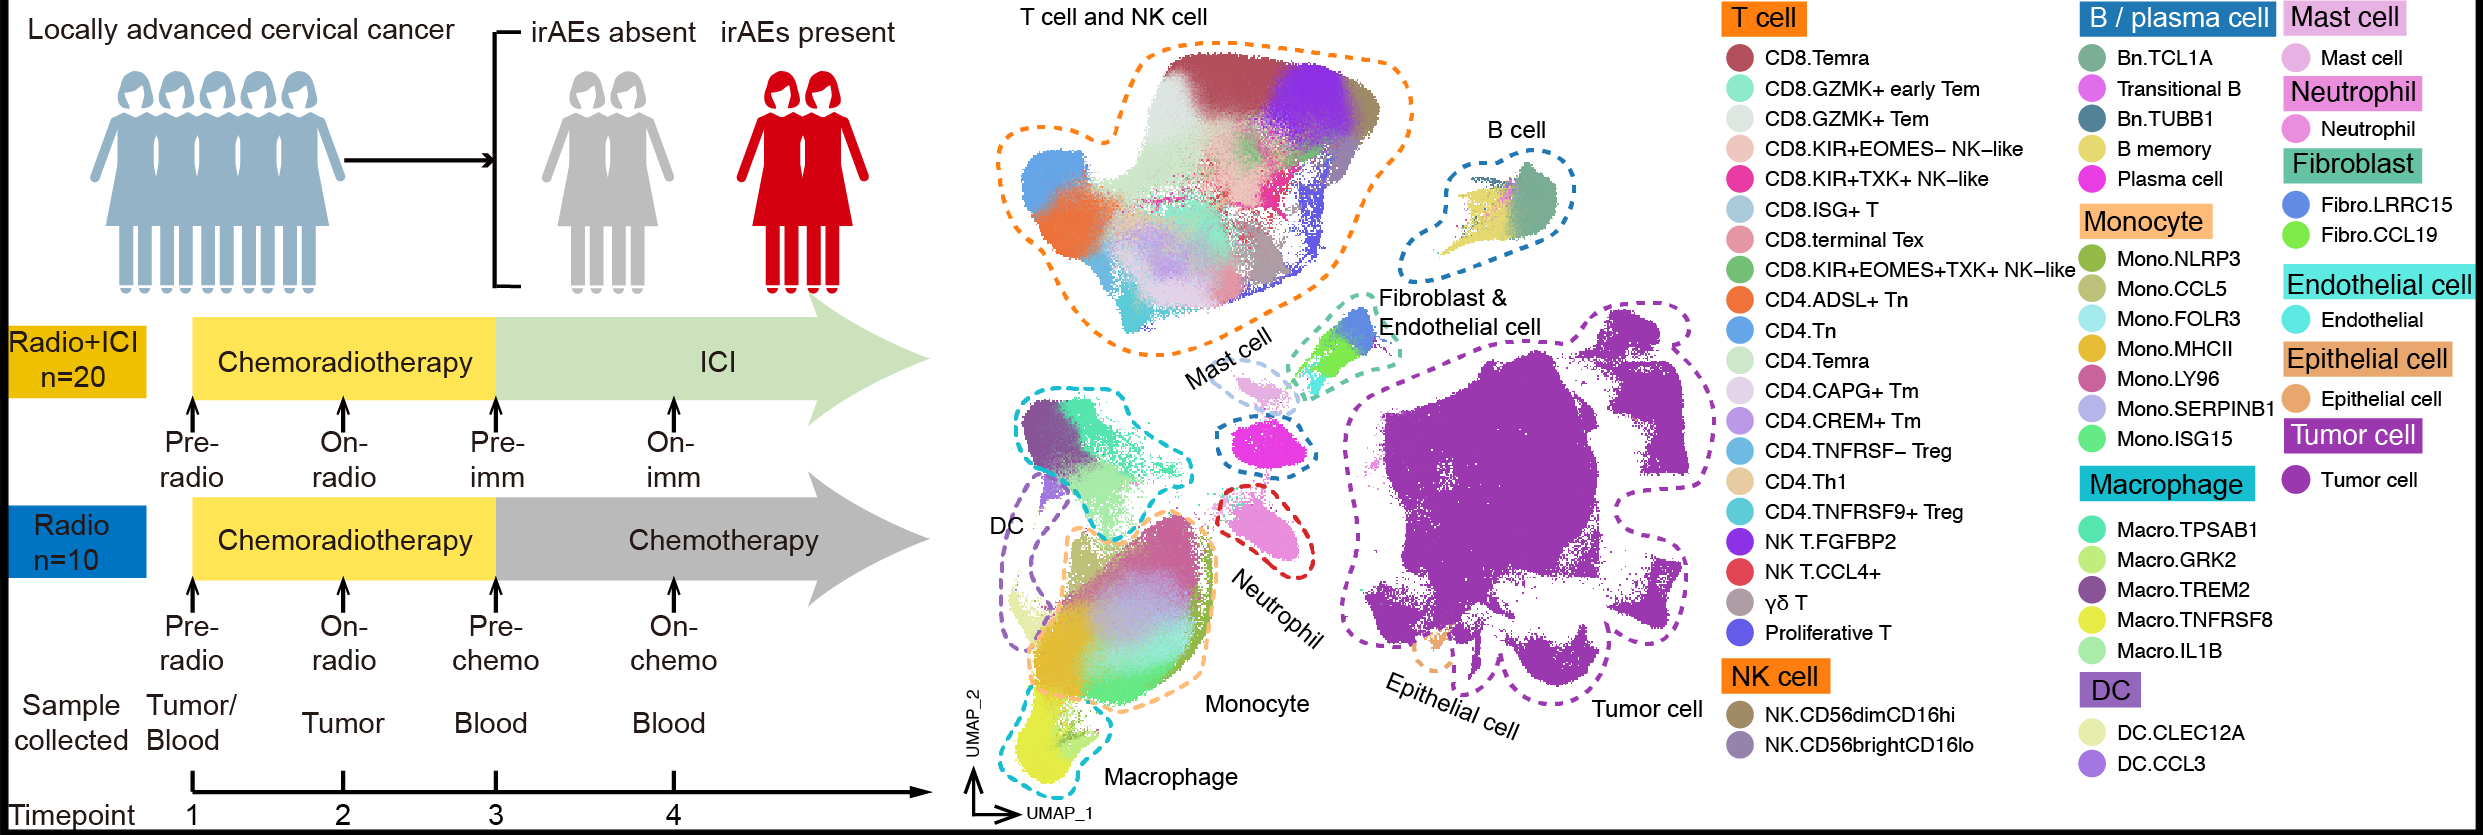 Locally advanced cervical cancer
irAEs absent
irAEs present
Radio+ICI
n=20
Chemoradiotherapy
ICI
Pre-
radio
On-
radio
Pre-
imm
On-
imm
Radio
n=10
Chemoradiotherapy
Chemotherapy
Pre-
radio
On-
radio
Pre-
chemo
On-
chemo
Sample
collected
Tumor/
Blood
Tumor
Blood
Blood
Timepoint
1
2
3
4
T cell and NK cell
B cell
Fibroblast &
Endothelial cell
Mast cell
DC
Neutrophil
Monocyte
Epithelial cell
Tumor cell
Macrophage
UMAP_2
UMAP_1
T cell
CD8.Temra
CD8.GZMK+ early Tem
CD8.GZMK+ Tem
CD8.KIR+EOMES− NK−like
CD8.KIR+TXK+ NK−like
CD8.ISG+ T
CD8.terminal Tex
CD8.KIR+EOMES+TXK+ NK−like
CD4.ADSL+ Tn
CD4.Tn
CD4.Temra
CD4.CAPG+ Tm
CD4.CREM+ Tm
CD4.TNFRSF− Treg
CD4.Th1
CD4.TNFRSF9+ Treg
NK T.FGFBP2
NK T.CCL4+
γδ T
Proliferative T
NK cell
NK.CD56dimCD16hi
NK.CD56brightCD16lo
B / plasma cell
Bn.TCL1A
Transitional B
Bn.TUBB1
B memory
Plasma cell
Monocyte
Mono.NLRP3
Mono.CCL5
Mono.FOLR3
Mono.MHCII
Mono.LY96
Mono.SERPINB1
Mono.ISG15
Macrophage
Macro.TPSAB1
Macro.GRK2
Macro.TREM2
Macro.TNFRSF8
Macro.IL1B
DC
DC.CLEC12A
DC.CCL3
Mast cell
Mast cell
Neutrophil
Neutrophil
Fibroblast
Fibro.LRRC15
Fibro.CCL19
Endothelial cell
Endothelial
Epithelial cell
Epithelial cell
Tumor cell
Tumor cell